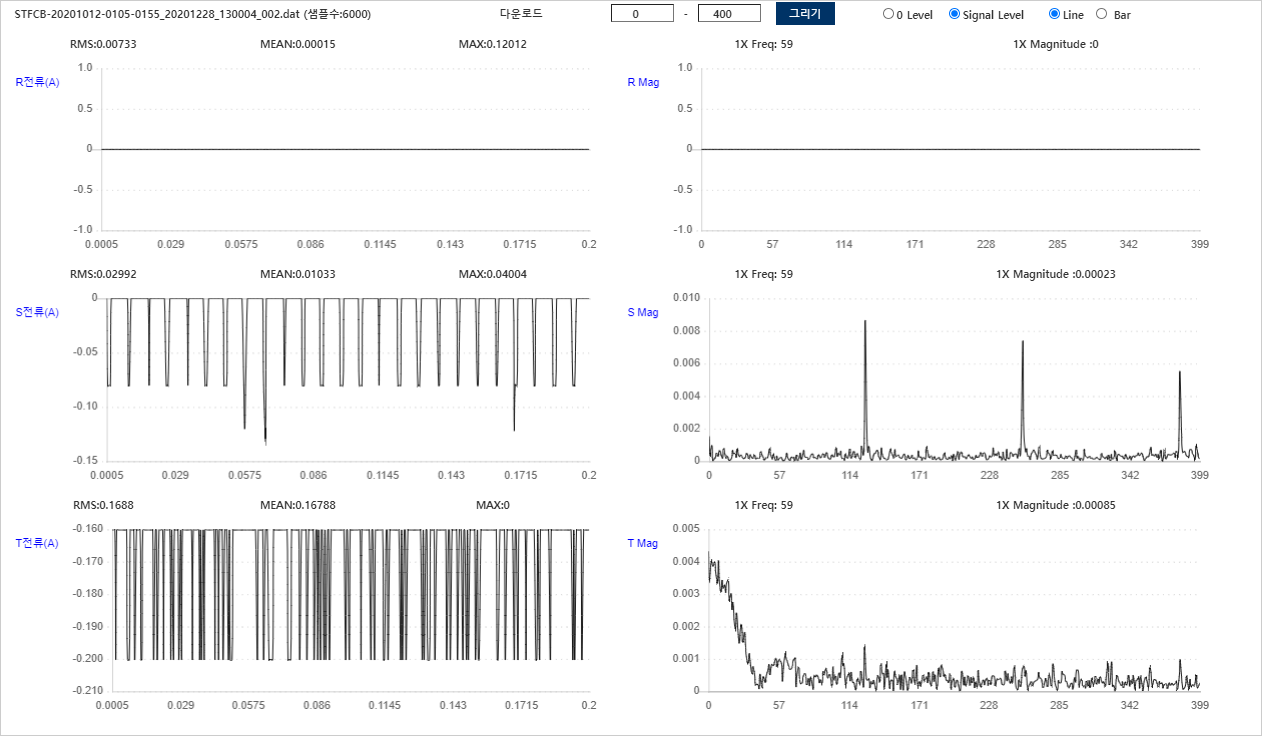 STFCB-20201012-0105-0155_20201228_130004_002.dat (샘플수:6000) 다운로드 0 - 400 그리기 0 Level Signal Level Line Bar
RMS:0.00733 MEAN:0.00015 MAX:0.12012 1X Freq: 59 1X Magnitude :0
R전류(A) 1.0 R Mag 1.0
0.5 0.5
0 0
-0.5 -0.5
-1.0 -1.0
0.0005 0.029 0.0575 0.086 0.1145 0.143 0.1715 0.2 0 57 114 171 228 285 342 399
RMS:0.02992 MEAN:0.01033 MAX:0.04004 1X Freq: 59 1X Magnitude :0.00023
S전류(A) 0 S Mag 0.010
-0.05 0.008
-0.10 0.006
-0.15 0.004
0.002
0
0.0005 0.029 0.0575 0.086 0.1145 0.143 0.1715 0.2 0 57 114 171 228 285 342 399
RMS:0.1688 MEAN:0.16788 MAX:0 1X Freq: 59 1X Magnitude :0.00085
T전류(A) -0.160 T Mag 0.005
-0.170 0.004
-0.180 0.003
-0.190 0.002
-0.200 0.001
-0.210 0
0.0005 0.029 0.0575 0.086 0.1145 0.143 0.1715 0.2 0 57 114 171 228 285 342 399